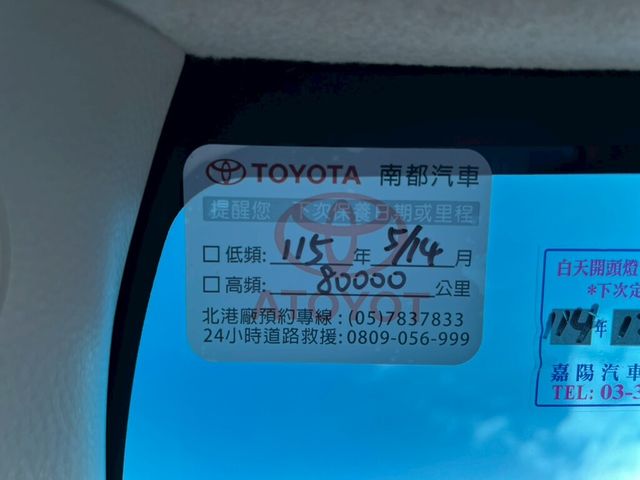 TOYOTA 南都汽車
提醒您 下次保養日期或里程
□低頻: 115 年 5/14 月
□高頻: 80000 公里
北港廠預約專線:(05)7837833
24小時道路救援:0809-056-999
白天開頭燈
*下次定
114年
嘉陽汽車
TEL: 03-3